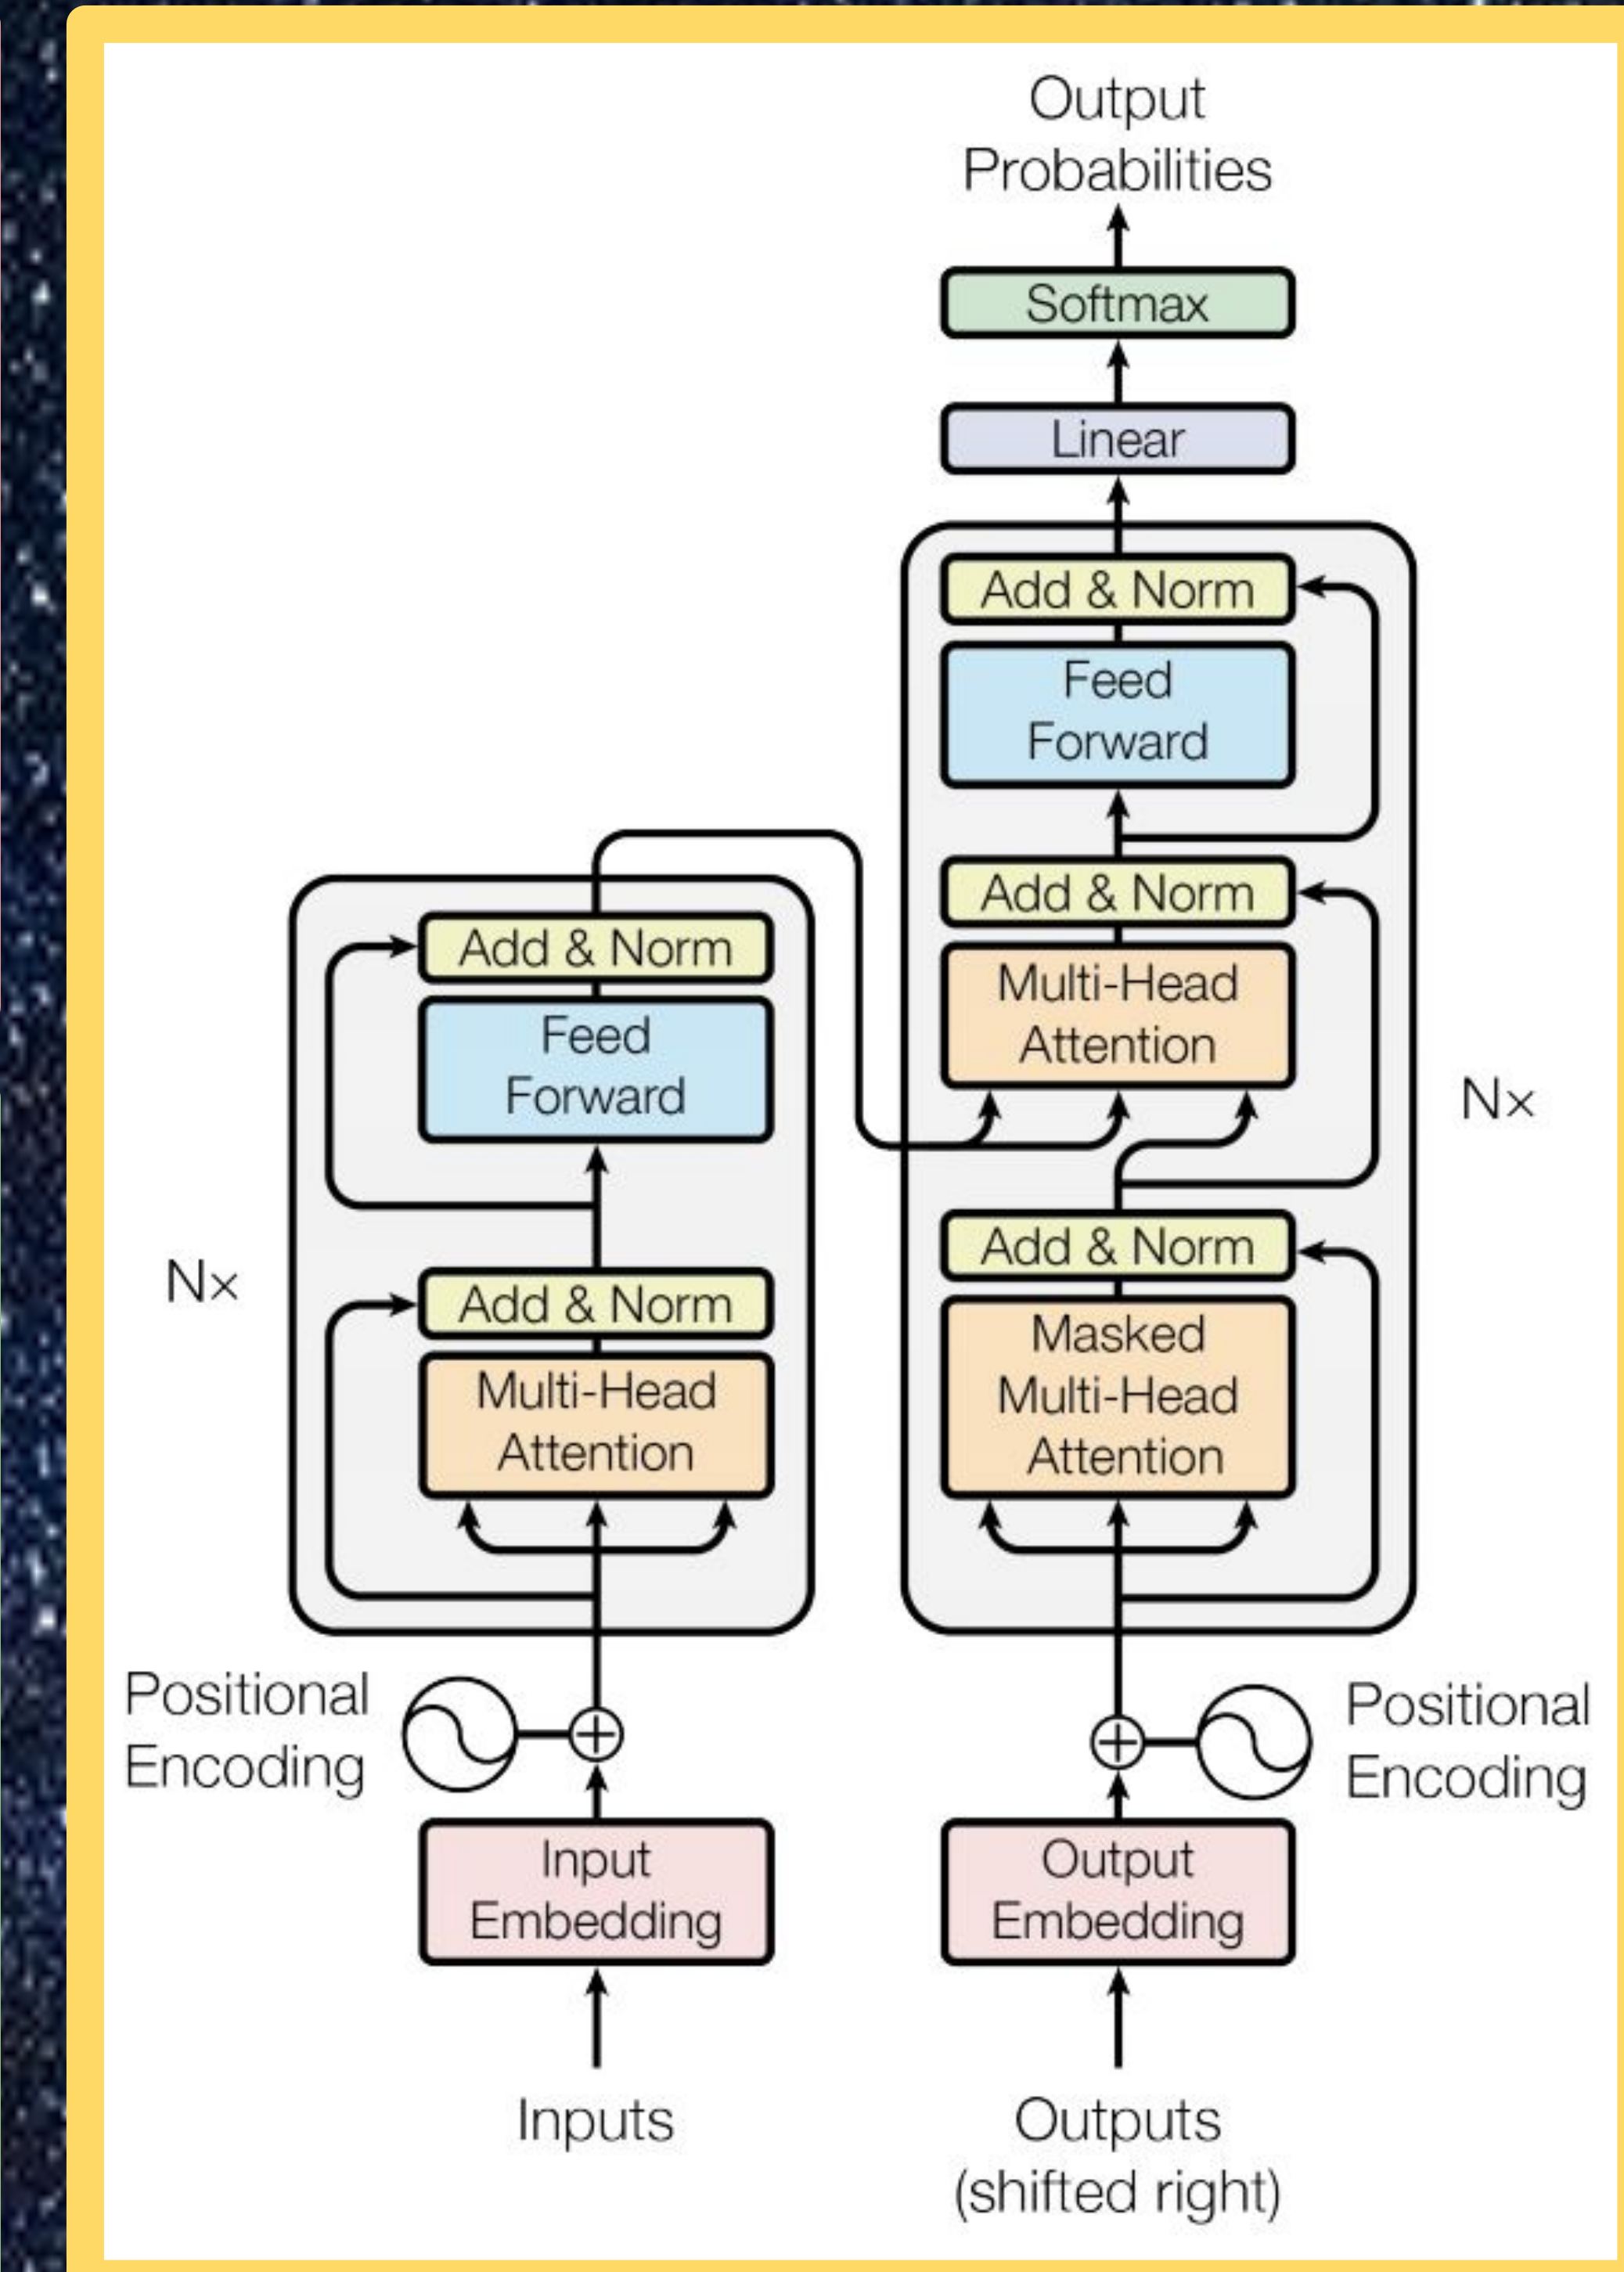 Output
Probabilities
Softmax
Linear
Add & Norm
Feed
Forward
Add & Norm
Multi-Head
Attention
Nx
Add & Norm
Masked
Multi-Head
Attention
Add & Norm
Feed
Forward
Nx
Add & Norm
Multi-Head
Attention
Positional
Encoding
Positional
Encoding
Input
Embedding
Output
Embedding
Inputs
Outputs
(shifted right)